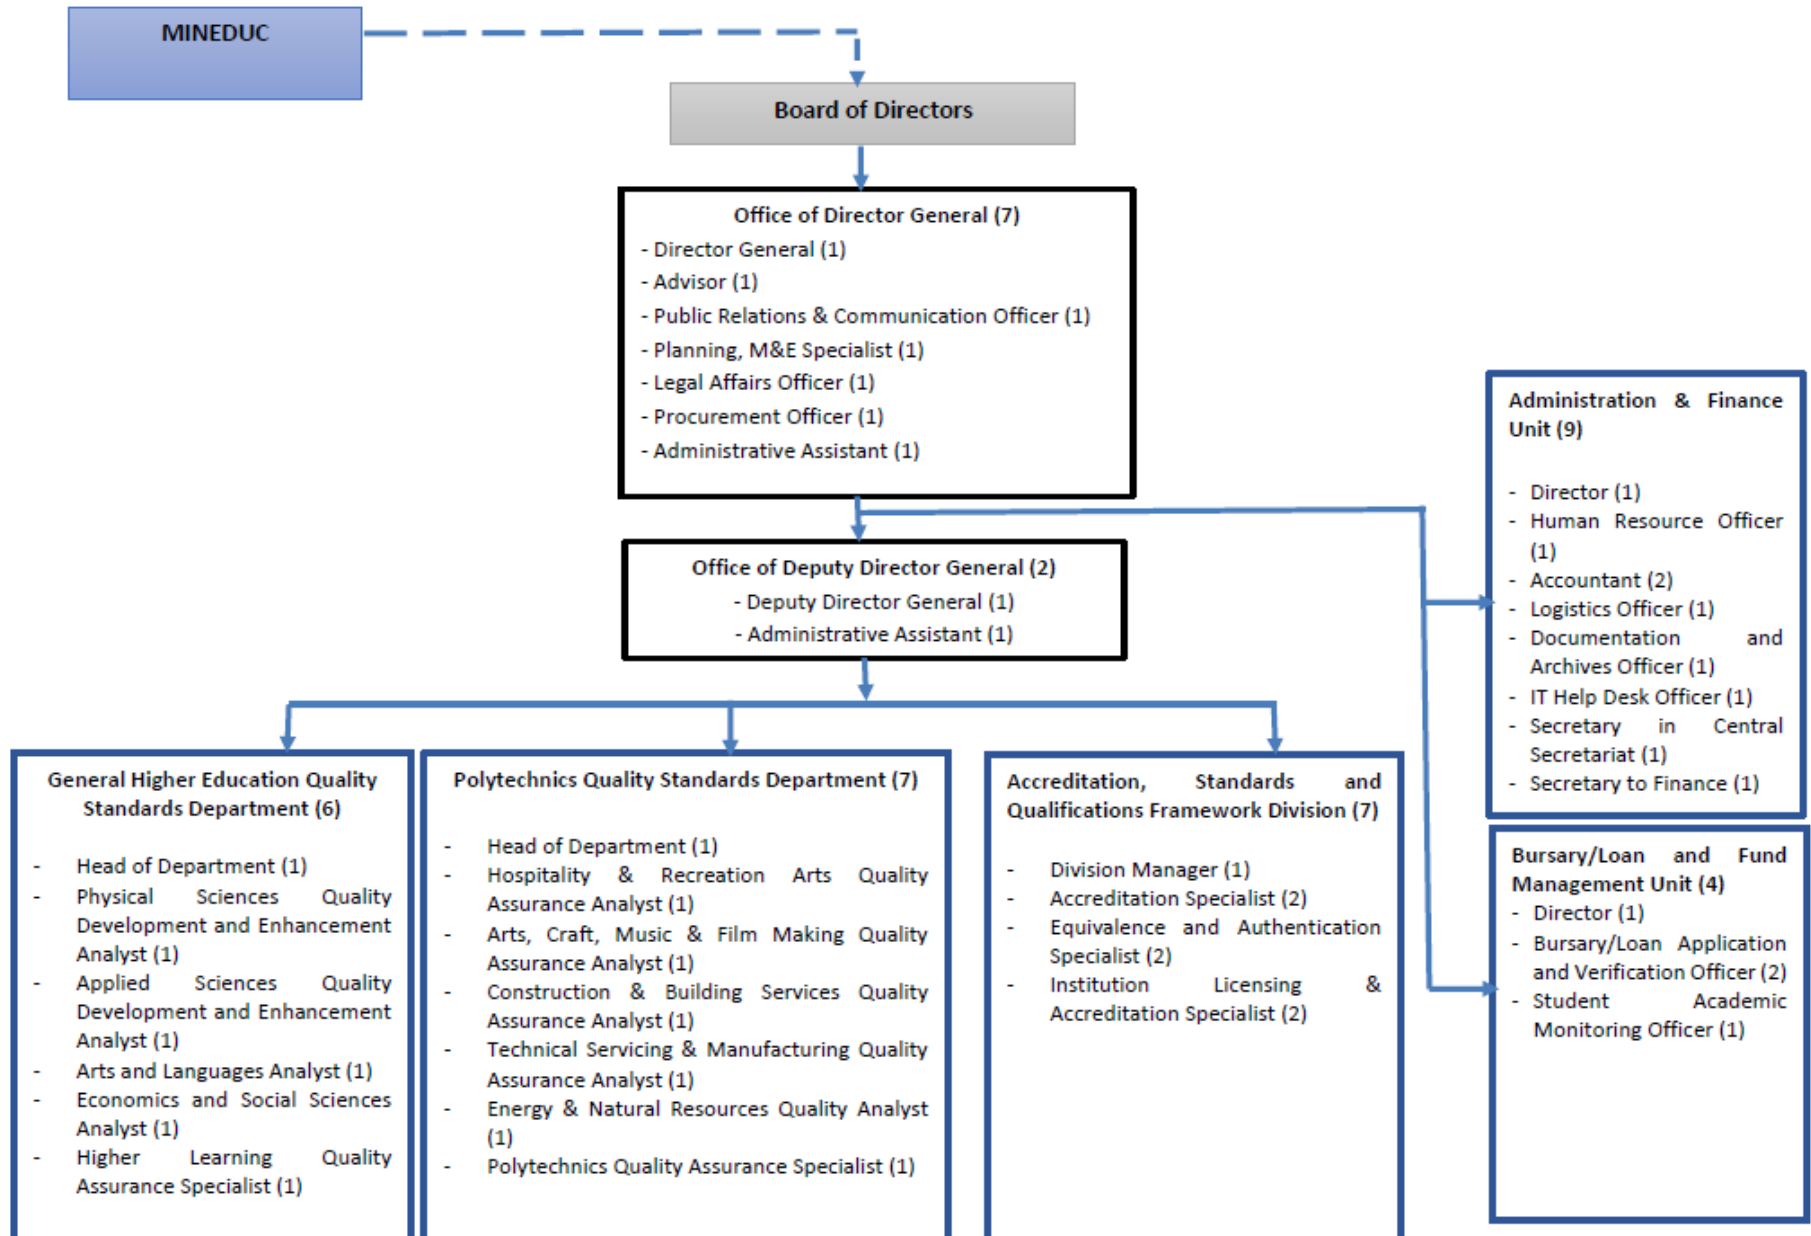 MINEDUC
Board of Directors
Office of Director General (7)
- Director General (1)
- Advisor (1)
- Public Relations & Communication Officer (1)
- Planning, M&E Specialist (1)
- Legal Affairs Officer (1)
- Procurement Officer (1)
- Administrative Assistant (1)
Office of Deputy Director General (2)
- Deputy Director General (1)
- Administrative Assistant (1)
General Higher Education Quality
Standards Department (6)
- Head of Department (1)
- Physical Sciences Quality
Development and Enhancement
Analyst (1)
- Applied Sciences Quality
Development and Enhancement
Analyst (1)
- Arts and Languages Analyst (1)
- Economics and Social Sciences
Analyst (1)
- Higher Learning Quality
Assurance Specialist (1)
Polytechnics Quality Standards Department (7)
- Head of Department (1)
- Hospitality & Recreation Arts Quality
Assurance Analyst (1)
- Arts, Craft, Music & Film Making Quality
Assurance Analyst (1)
- Construction & Building Services Quality
Assurance Analyst (1)
- Technical Servicing & Manufacturing Quality
Assurance Analyst (1)
- Energy & Natural Resources Quality Analyst
(1)
- Polytechnics Quality Assurance Specialist (1)
Accreditation, Standards and
Qualifications Framework Division (7)
- Division Manager (1)
- Accreditation Specialist (2)
- Equivalence and Authentication
Specialist (2)
- Institution Licensing &
Accreditation Specialist (2)
Administration & Finance
Unit (9)
- Director (1)
- Human Resource Officer
(1)
- Accountant (2)
- Logistics Officer (1)
- Documentation and
Archives Officer (1)
- IT Help Desk Officer (1)
- Secretary in Central
Secretariat (1)
- Secretary to Finance (1)
Bursary/Loan and Fund
Management Unit (4)
- Director (1)
- Bursary/Loan Application
and Verification Officer (2)
- Student Academic
Monitoring Officer (1)